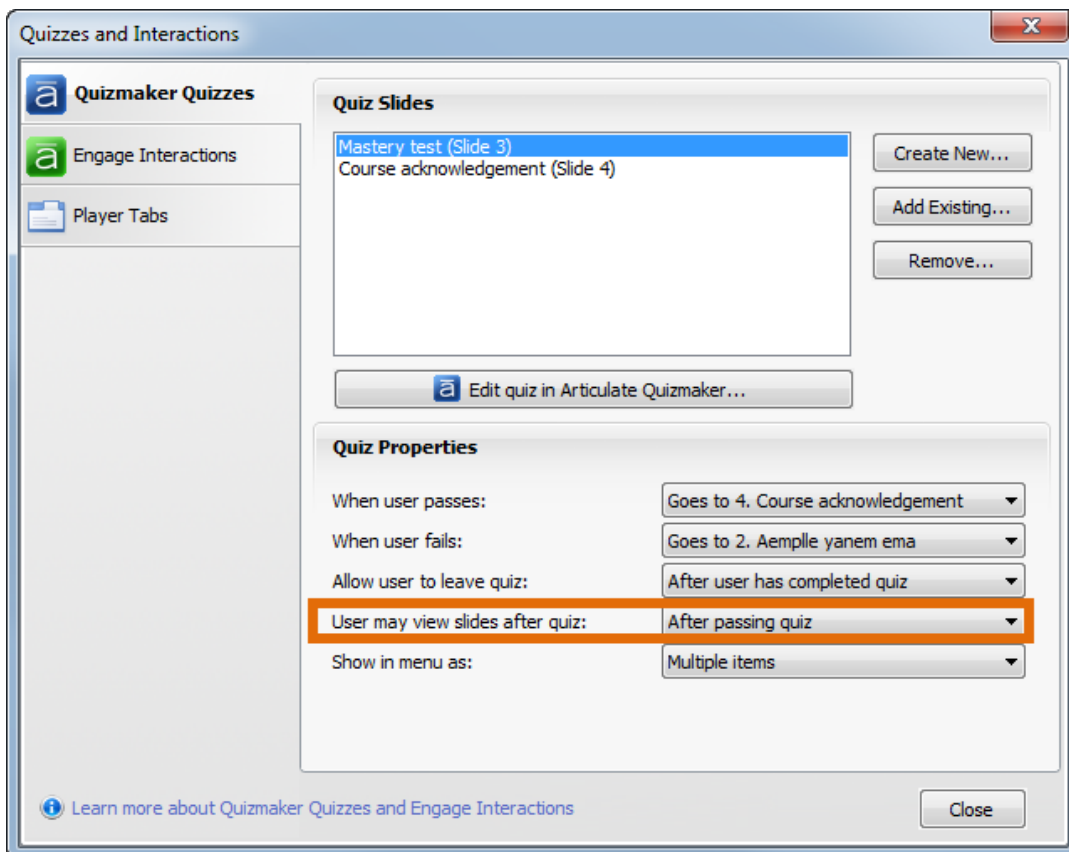 Quizzes and Interactions
Quizmaker Quizzes
Engage Interactions
Player Tabs
Quiz Slides
Mastery test (Slide 3)
Course acknowledgement (Slide 4)
Create New...
Add Existing...
Remove...
Edit quiz in Articulate Quizmaker...
Quiz Properties
When user passes: Goes to 4. Course acknowledgement
When user fails: Goes to 2. Aemplle yanem ema
Allow user to leave quiz: After user has completed quiz
User may view slides after quiz: After passing quiz
Show in menu as: Multiple items
Learn more about Quizmaker Quizzes and Engage Interactions
Close